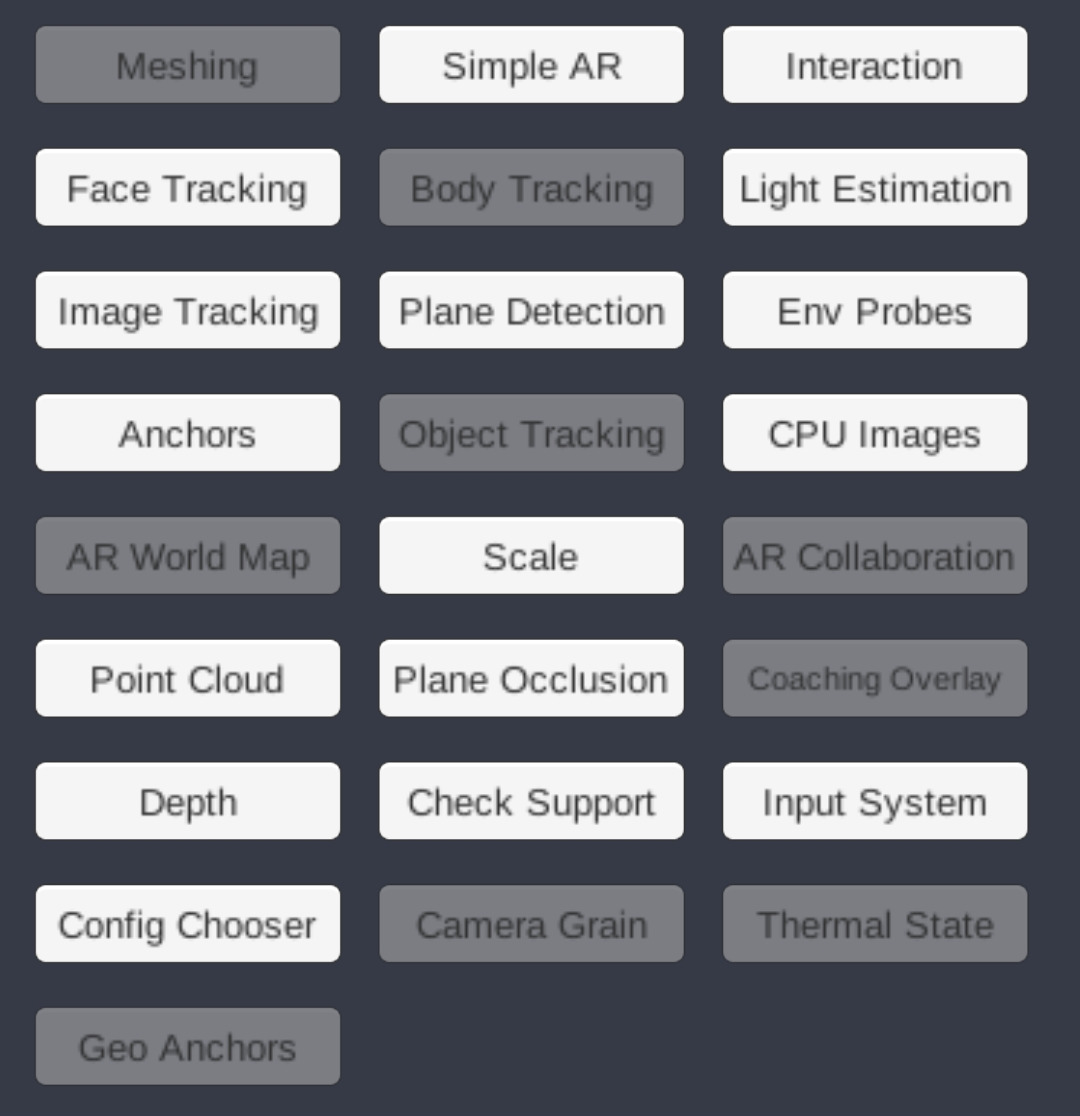 Meshing
Simple AR
Interaction
Face Tracking
Body Tracking
Light Estimation
Image Tracking
Plane Detection
Env Probes
Anchors
Object Tracking
CPU Images
AR World Map
Scale
AR Collaboration
Point Cloud
Plane Occlusion
Coaching Overlay
Depth
Check Support
Input System
Config Chooser
Camera Grain
Thermal State
Geo Anchors